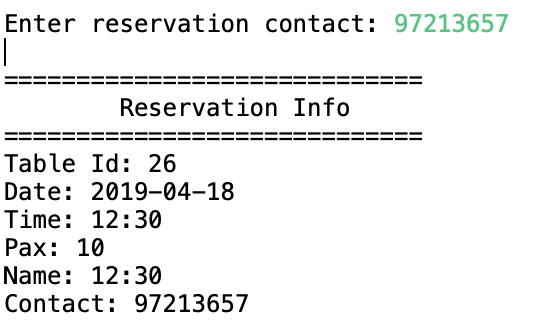 Enter reservation contact: 97213657
=============================
Reservation Info
=============================
Table Id: 26
Date: 2019-04-18
Time: 12:30
Pax: 10
Name: 12:30
Contact: 97213657